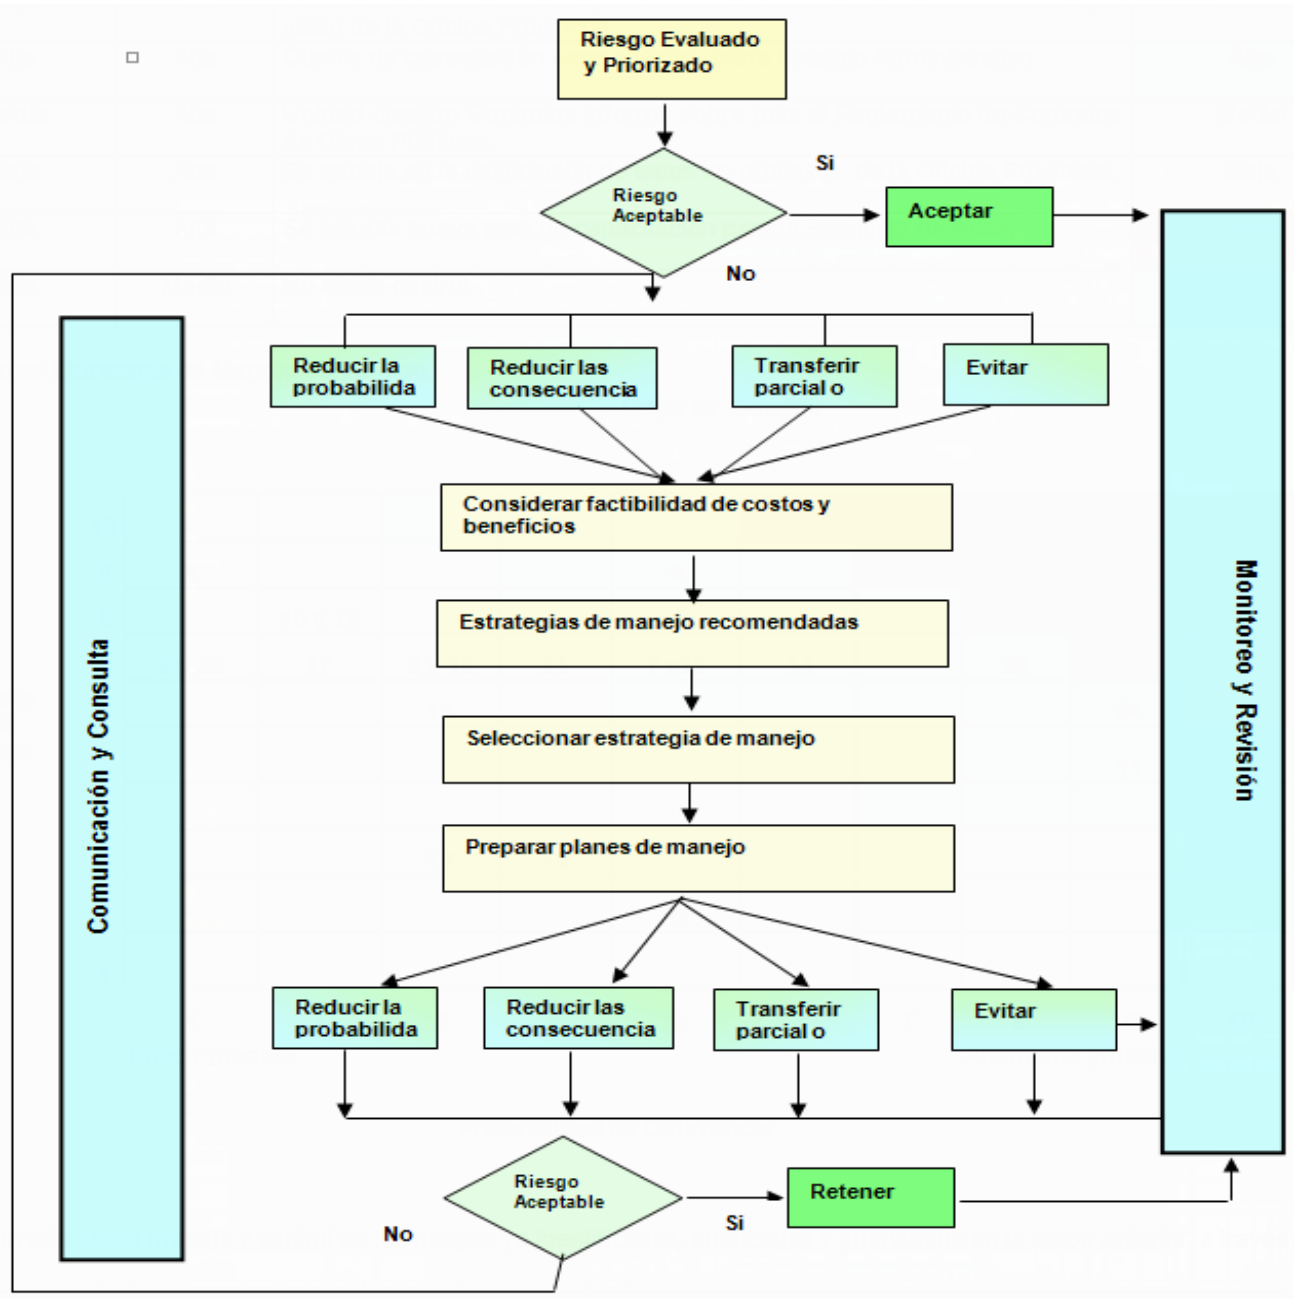 Riesgo Evaluado
y Priorizado
Si
Riesgo
Aceptable
Aceptar
No
Reducir la
probabilida
Reducir las
consecuencia
Transferir
parcial o
Evitar
Considerar factibilidad de costos y
beneficios
Estrategias de manejo recomendadas
Seleccionar estrategia de manejo
Preparar planes de manejo
Comunicación y Consulta
Monitoreo y Revisión
Reducir la
probabilida
Reducir las
consecuencia
Transferir
parcial o
Evitar
Riesgo
Aceptable
Retener
Si
No